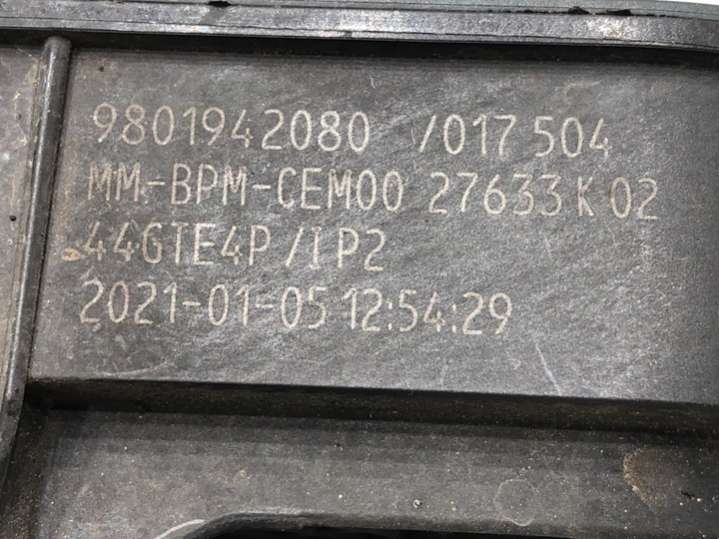 9801942080 /017 504
MM-BPM-CEM00 27633 K 02
44GTE4P /I P2
2021-01-05 12:54:29